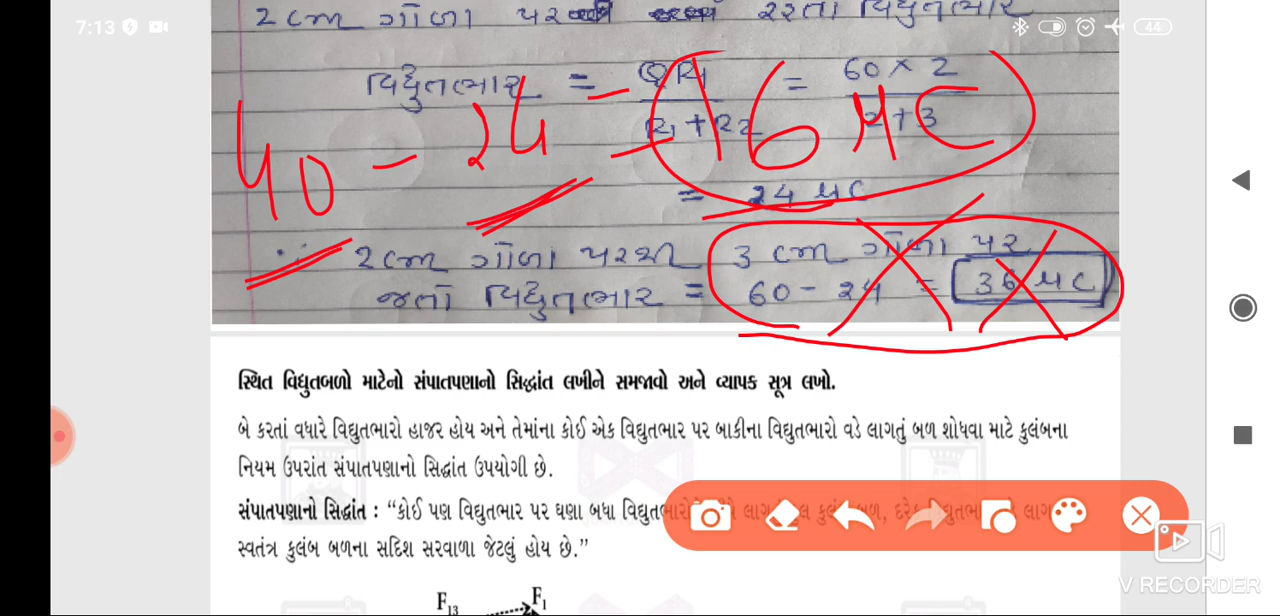 7:13 44
2 cm ગોળા પર રહેતો વિદ્યુતભાર
વિદ્યુતભાર = QR1 / R1 + R2 = 60 × 2 / 2 + 3
40 - 24 = 16 μC
= 24 μC
∵ 2 cm ગોળા પરથી 3 cm ગોળા પર
જતો વિદ્યુતભાર = 60 - 24 = 36 μC
સ્થિત વિદ્યુતબળો માટેનો સંપાતપણાનો સિદ્ધાંત લખીને સમજાવો અને વ્યાપક સૂત્ર લખો.
બે કરતાં વધારે વિદ્યુતભારો હાજર હોય અને તેમાંના કોઈ એક વિદ્યુતભાર પર બાકીના વિદ્યુતભારો વડે લાગતું બળ શોધવા માટે કુલંબના
નિયમ ઉપરાંત સંપાતપણાનો સિદ્ધાંત ઉપયોગી છે.
સંપાતપણાનો સિદ્ધાંત : “કોઈ પણ વિદ્યુતભાર પર ઘણા બધા
સ્વતંત્ર કુલંબ બળના સદિશ સરવાળા જેટલું હોય છે.”
F13 F1
V RECORDER